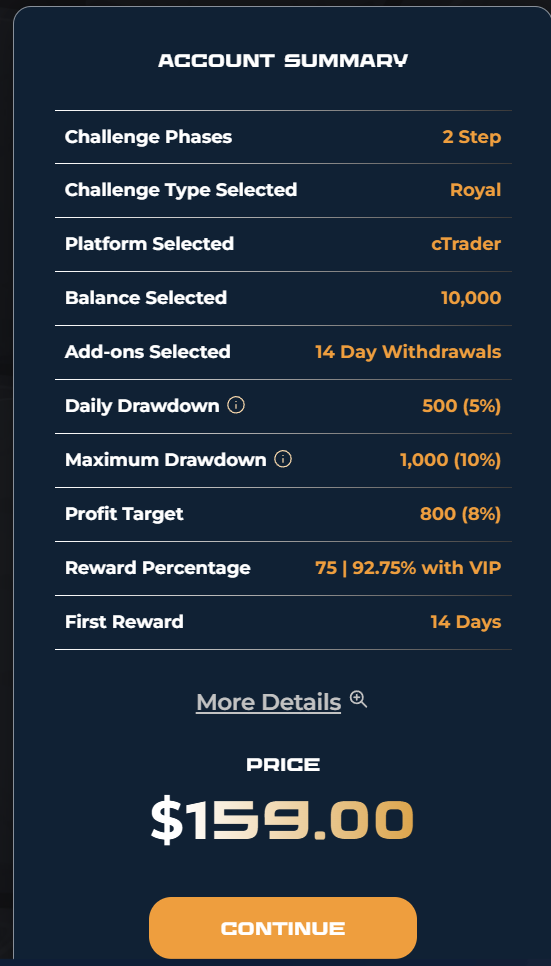 ACCOUNT SUMMARY
Challenge Phases 2 Step
Challenge Type Selected Royal
Platform Selected cTrader
Balance Selected 10,000
Add-ons Selected 14 Day Withdrawals
Daily Drawdown 500 (5%)
Maximum Drawdown 1,000 (10%)
Profit Target 800 (8%)
Reward Percentage 75 | 92.75% with VIP
First Reward 14 Days
More Details
PRICE
$159.00
CONTINUE